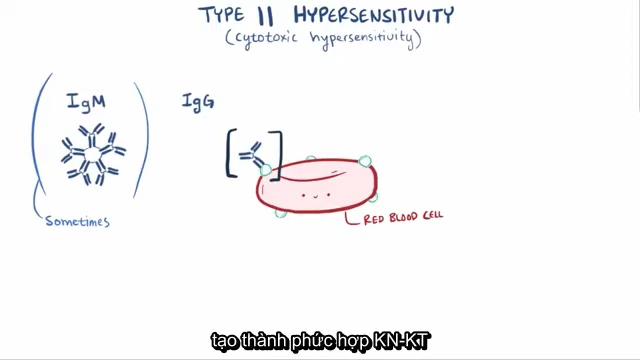 TYPE II HYPERSENSITIVITY
(cytotoxic hypersensitivity)
IgM IgG
Sometimes
RED BLOOD CELL
tạo thành phức hợp KN-KT